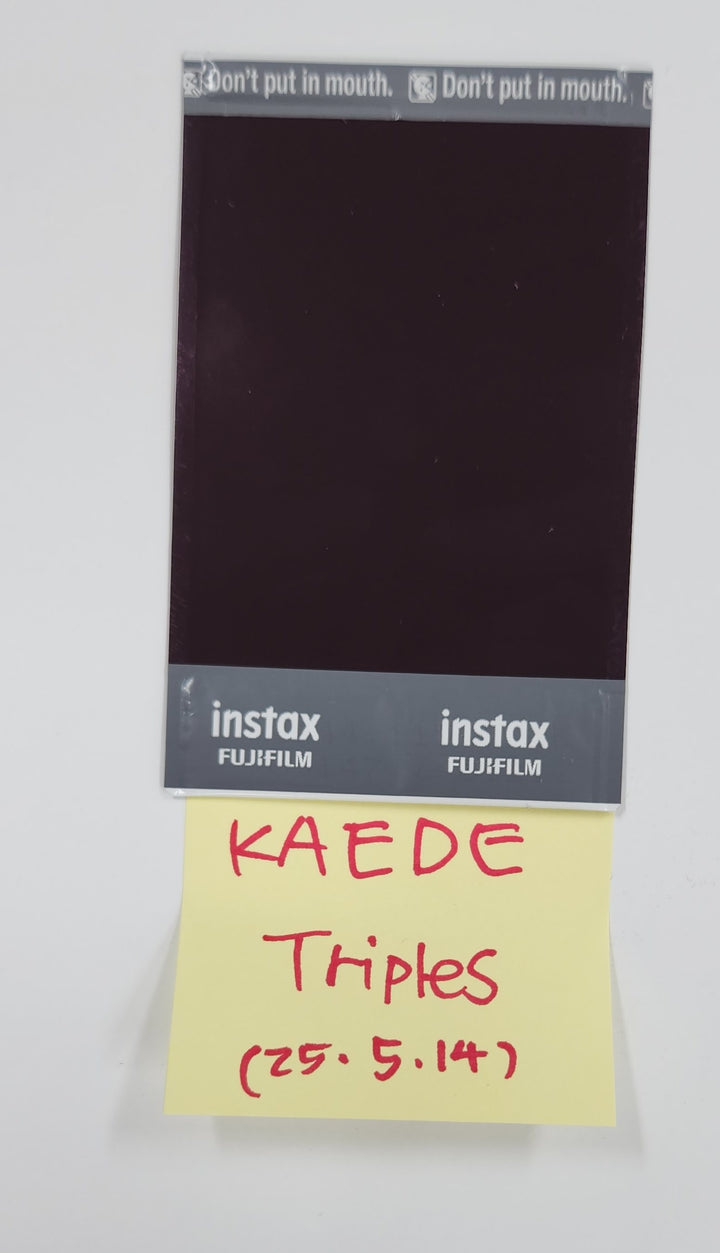 Don't put in mouth. Don't put in mouth.
instax instax
FUJIFILM FUJIFILM
KAEDE
Triples
(25.5.14)